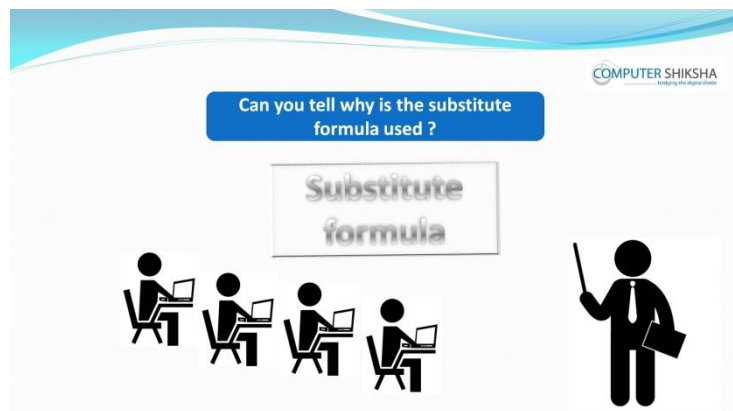 COMPUTER SHIKSHA
bridging the digital divide
Can you tell why is the substitute
formula used ?
Substitute
formula